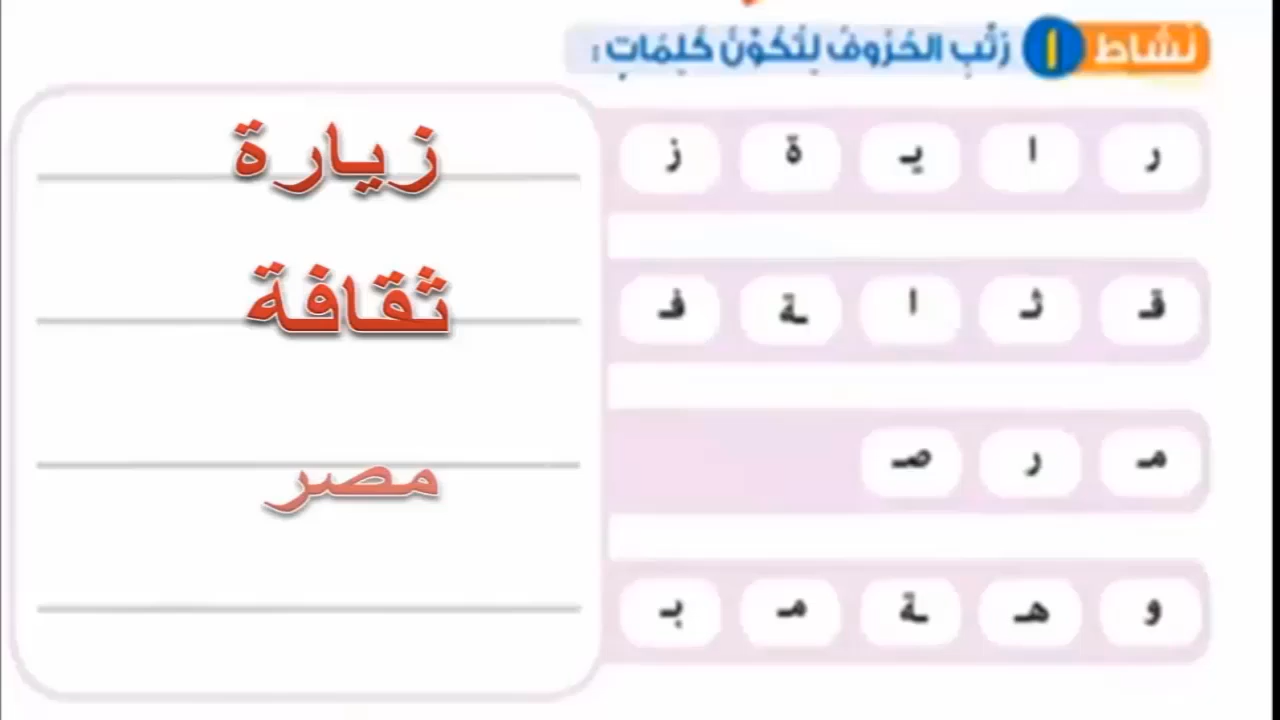 نشاط ١ رَتِّبِ الحُرُوفَ لِتُكَوِّنَ كَلِمَاتٍ :
ر ا يـ ة ز
زيارة
قـ ثـ ا ـة فـ
ثقافة
مـ ر صـ
مصر
و هـ ـة مـ بـ